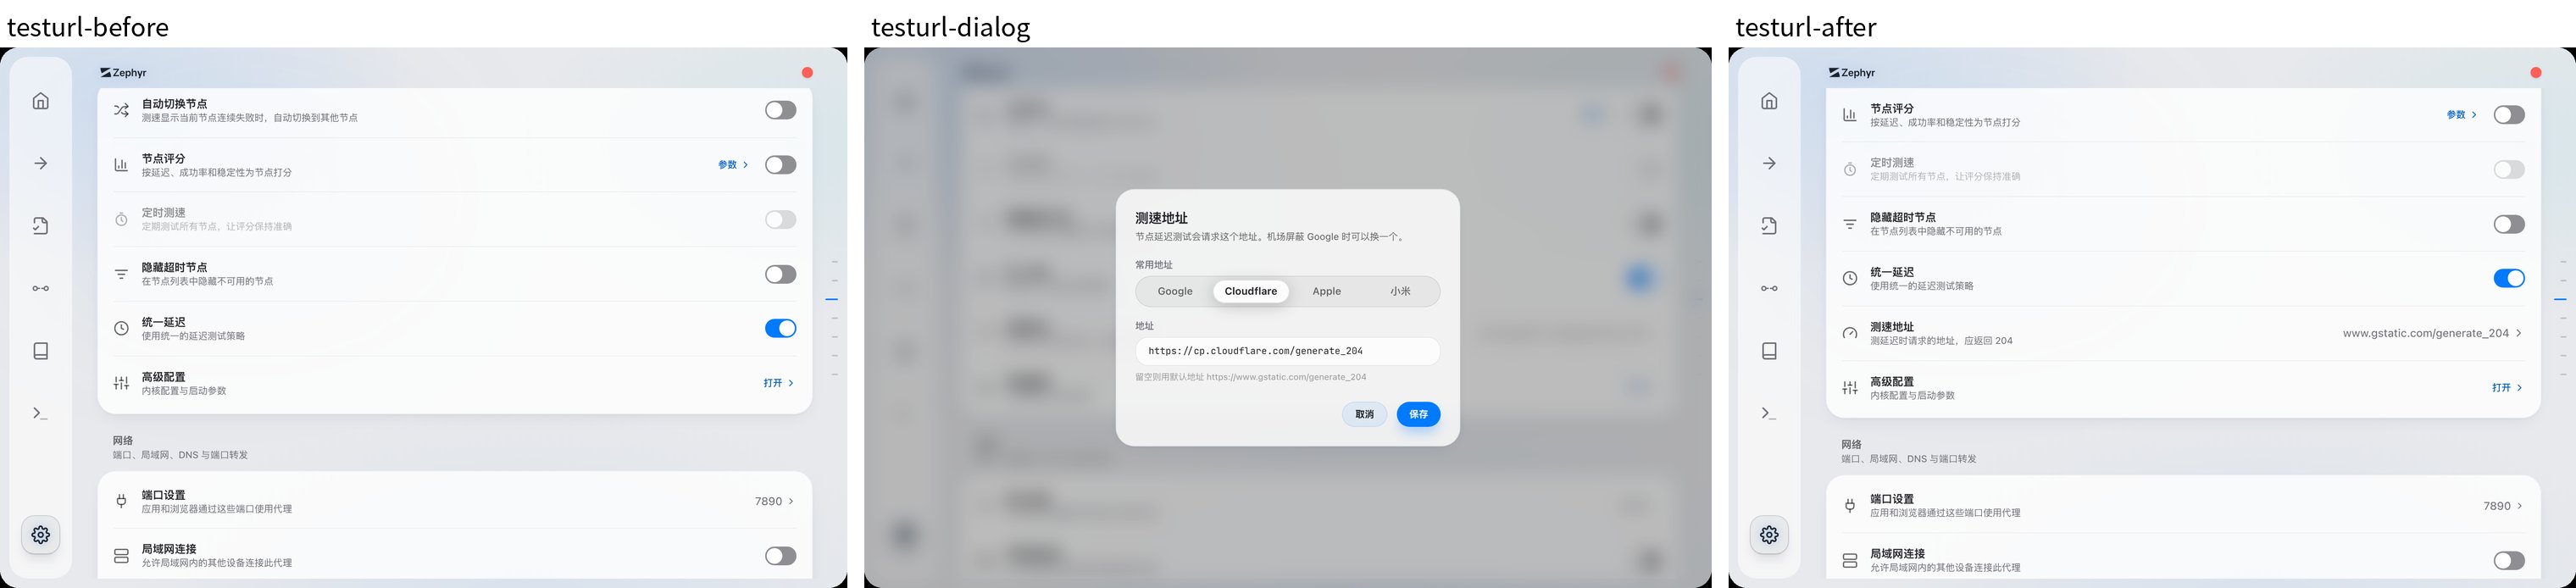 testurl-before
Zephyr
自动切换节点
测速显示当前节点连续失败时，自动切换到其他节点
节点评分
按延迟、成功率和稳定性为节点打分
参数
定时测速
定期测试所有节点，让评分保持准确
隐藏超时节点
在节点列表中隐藏不可用的节点
统一延迟
使用统一的延迟测试策略
高级配置
内核配置与启动参数
打开
网络
端口、局域网、DNS 与端口转发
端口设置
应用和浏览器通过这些端口使用代理
7890
局域网连接
允许局域网内的其他设备连接此代理
testurl-dialog
测速地址
节点延迟测试会请求这个地址。机场屏蔽 Google 时可以换一个。
常用地址
Google Cloudflare Apple 小米
地址
https://cp.cloudflare.com/generate_204
留空则用默认地址 https://www.gstatic.com/generate_204
取消 保存
testurl-after
Zephyr
节点评分
按延迟、成功率和稳定性为节点打分
参数
定时测速
定期测试所有节点，让评分保持准确
隐藏超时节点
在节点列表中隐藏不可用的节点
统一延迟
使用统一的延迟测试策略
测速地址
测延迟时请求的地址，应返回 204
www.gstatic.com/generate_204
高级配置
内核配置与启动参数
打开
网络
端口、局域网、DNS 与端口转发
端口设置
应用和浏览器通过这些端口使用代理
7890
局域网连接
允许局域网内的其他设备连接此代理